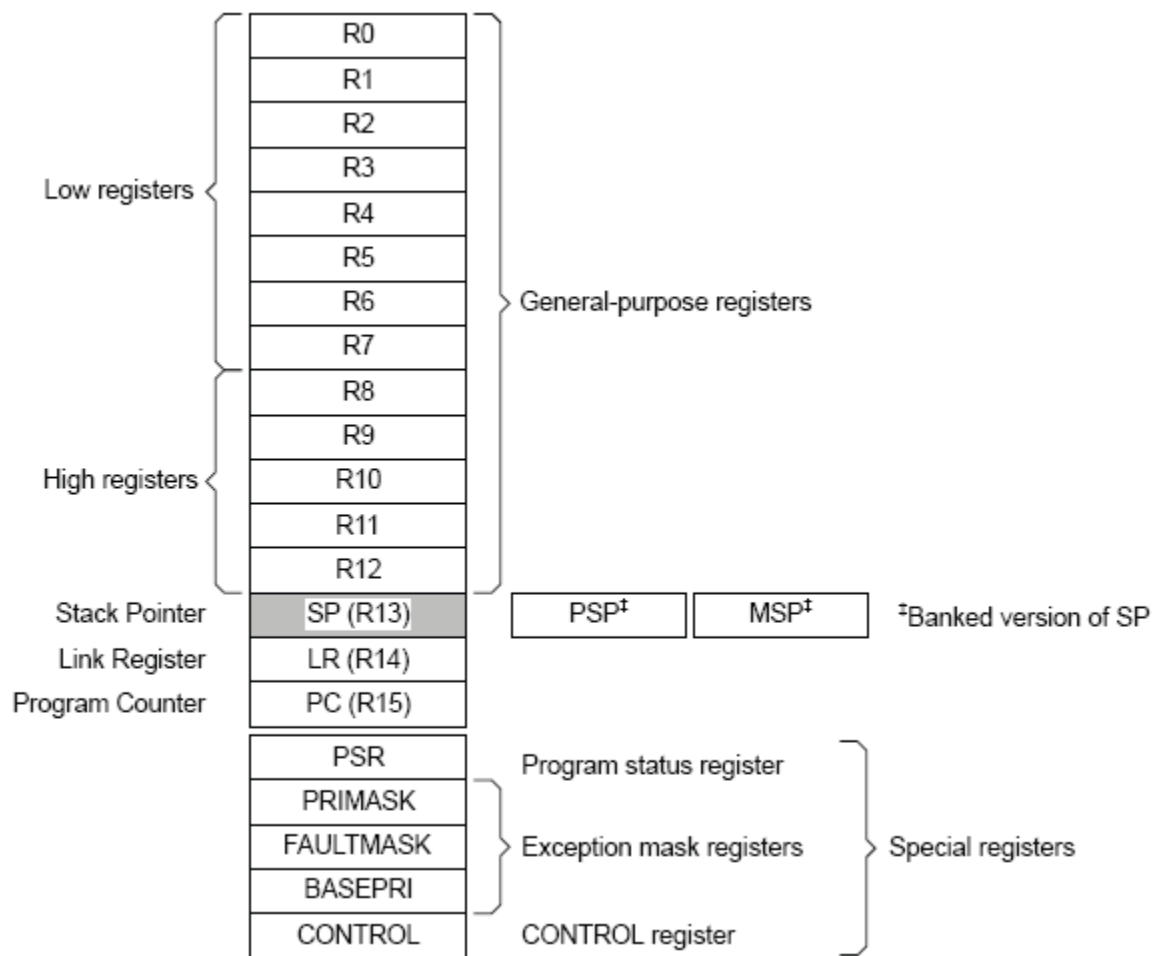 R0
R1
R2
R3
Low registers
R4
R5
R6
General-purpose registers
R7
R8
R9
High registers
R10
R11
R12
Stack Pointer SP (R13) PSP‡ MSP‡ ‡Banked version of SP
Link Register LR (R14)
Program Counter PC (R15)
PSR Program status register
PRIMASK
FAULTMASK Exception mask registers Special registers
BASEPRI
CONTROL CONTROL register